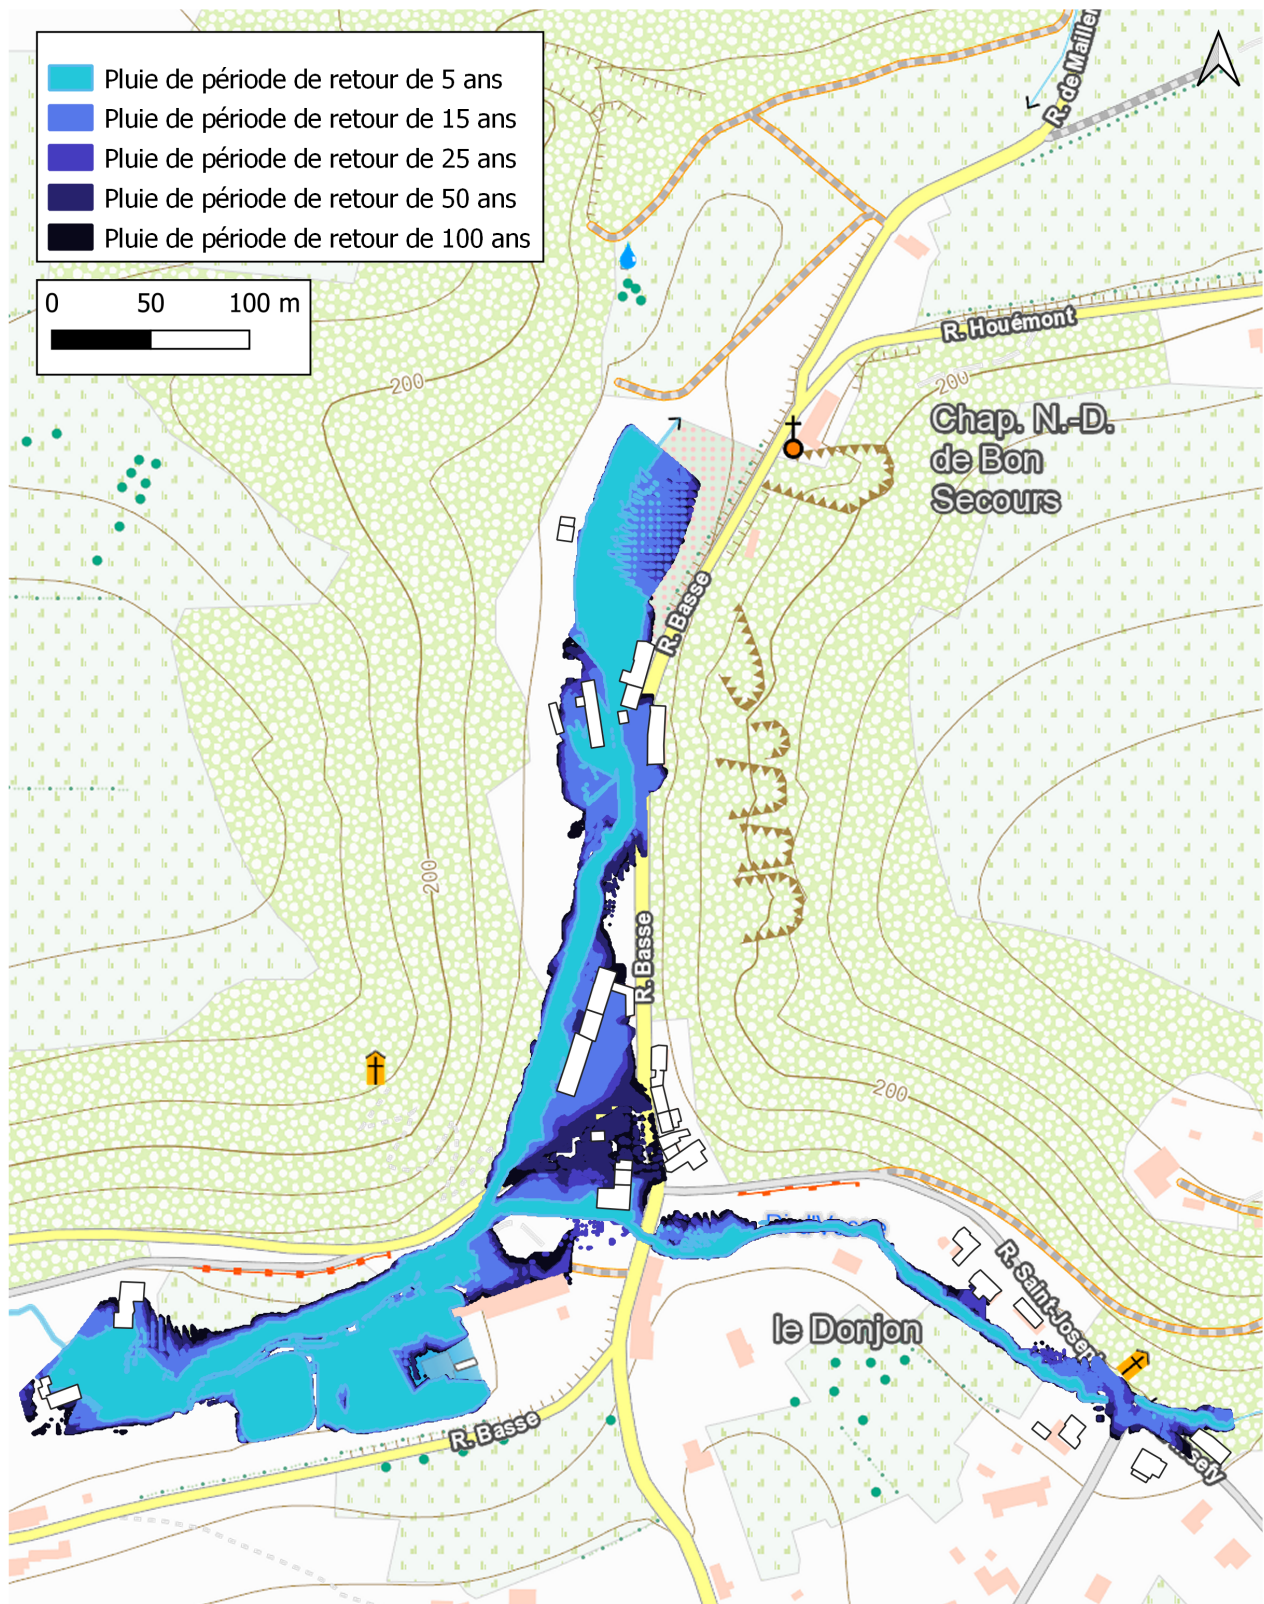 Pluie de période de retour de 5 ans
Pluie de période de retour de 15 ans
Pluie de période de retour de 25 ans
Pluie de période de retour de 50 ans
Pluie de période de retour de 100 ans
0 50 100 m
R. de Mailler
R. Houémont
200
200
Chap. N.-D.
de Bon
Secours
R. Basse
200
R. Basse
200
R. Saint-Joseph
le Donjon
R. Basse